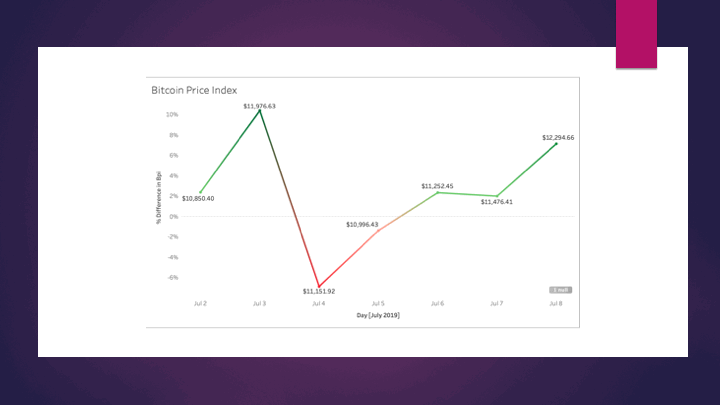 Bitcoin Price Index
$11,976.63
10%
8%
$12,294.66
6%
4%
$11,252.45
2%
$10,850.40
$11,476.41
% Difference in Bpi
0%
$10,996.43
-2%
-4%
-6%
$11,151.92
1 null
Jul 2
Jul 3
Jul 4
Jul 5
Jul 6
Jul 7
Jul 8
Day [July 2019]